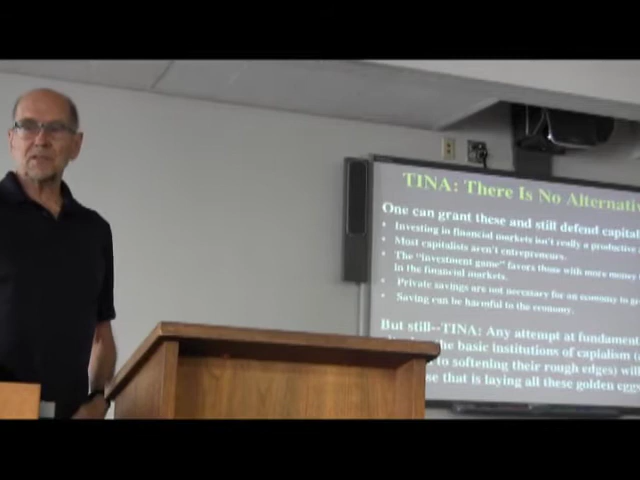 TINA: There Is No Alternativ
One can grant these and still defend capital
• Investing in financial markets isn't really a productive a
• Most capitalists aren't entrepreneurs.
• The "investment game" favors those with more money
in the financial markets.
• Private savings are not necessary for an economy to
• Saving can be harmful to the economy.
But still--TINA: Any attempt at fundament
the basic institutions of capialism
to softening their rough edges) wil
se that is laying all these golden egg